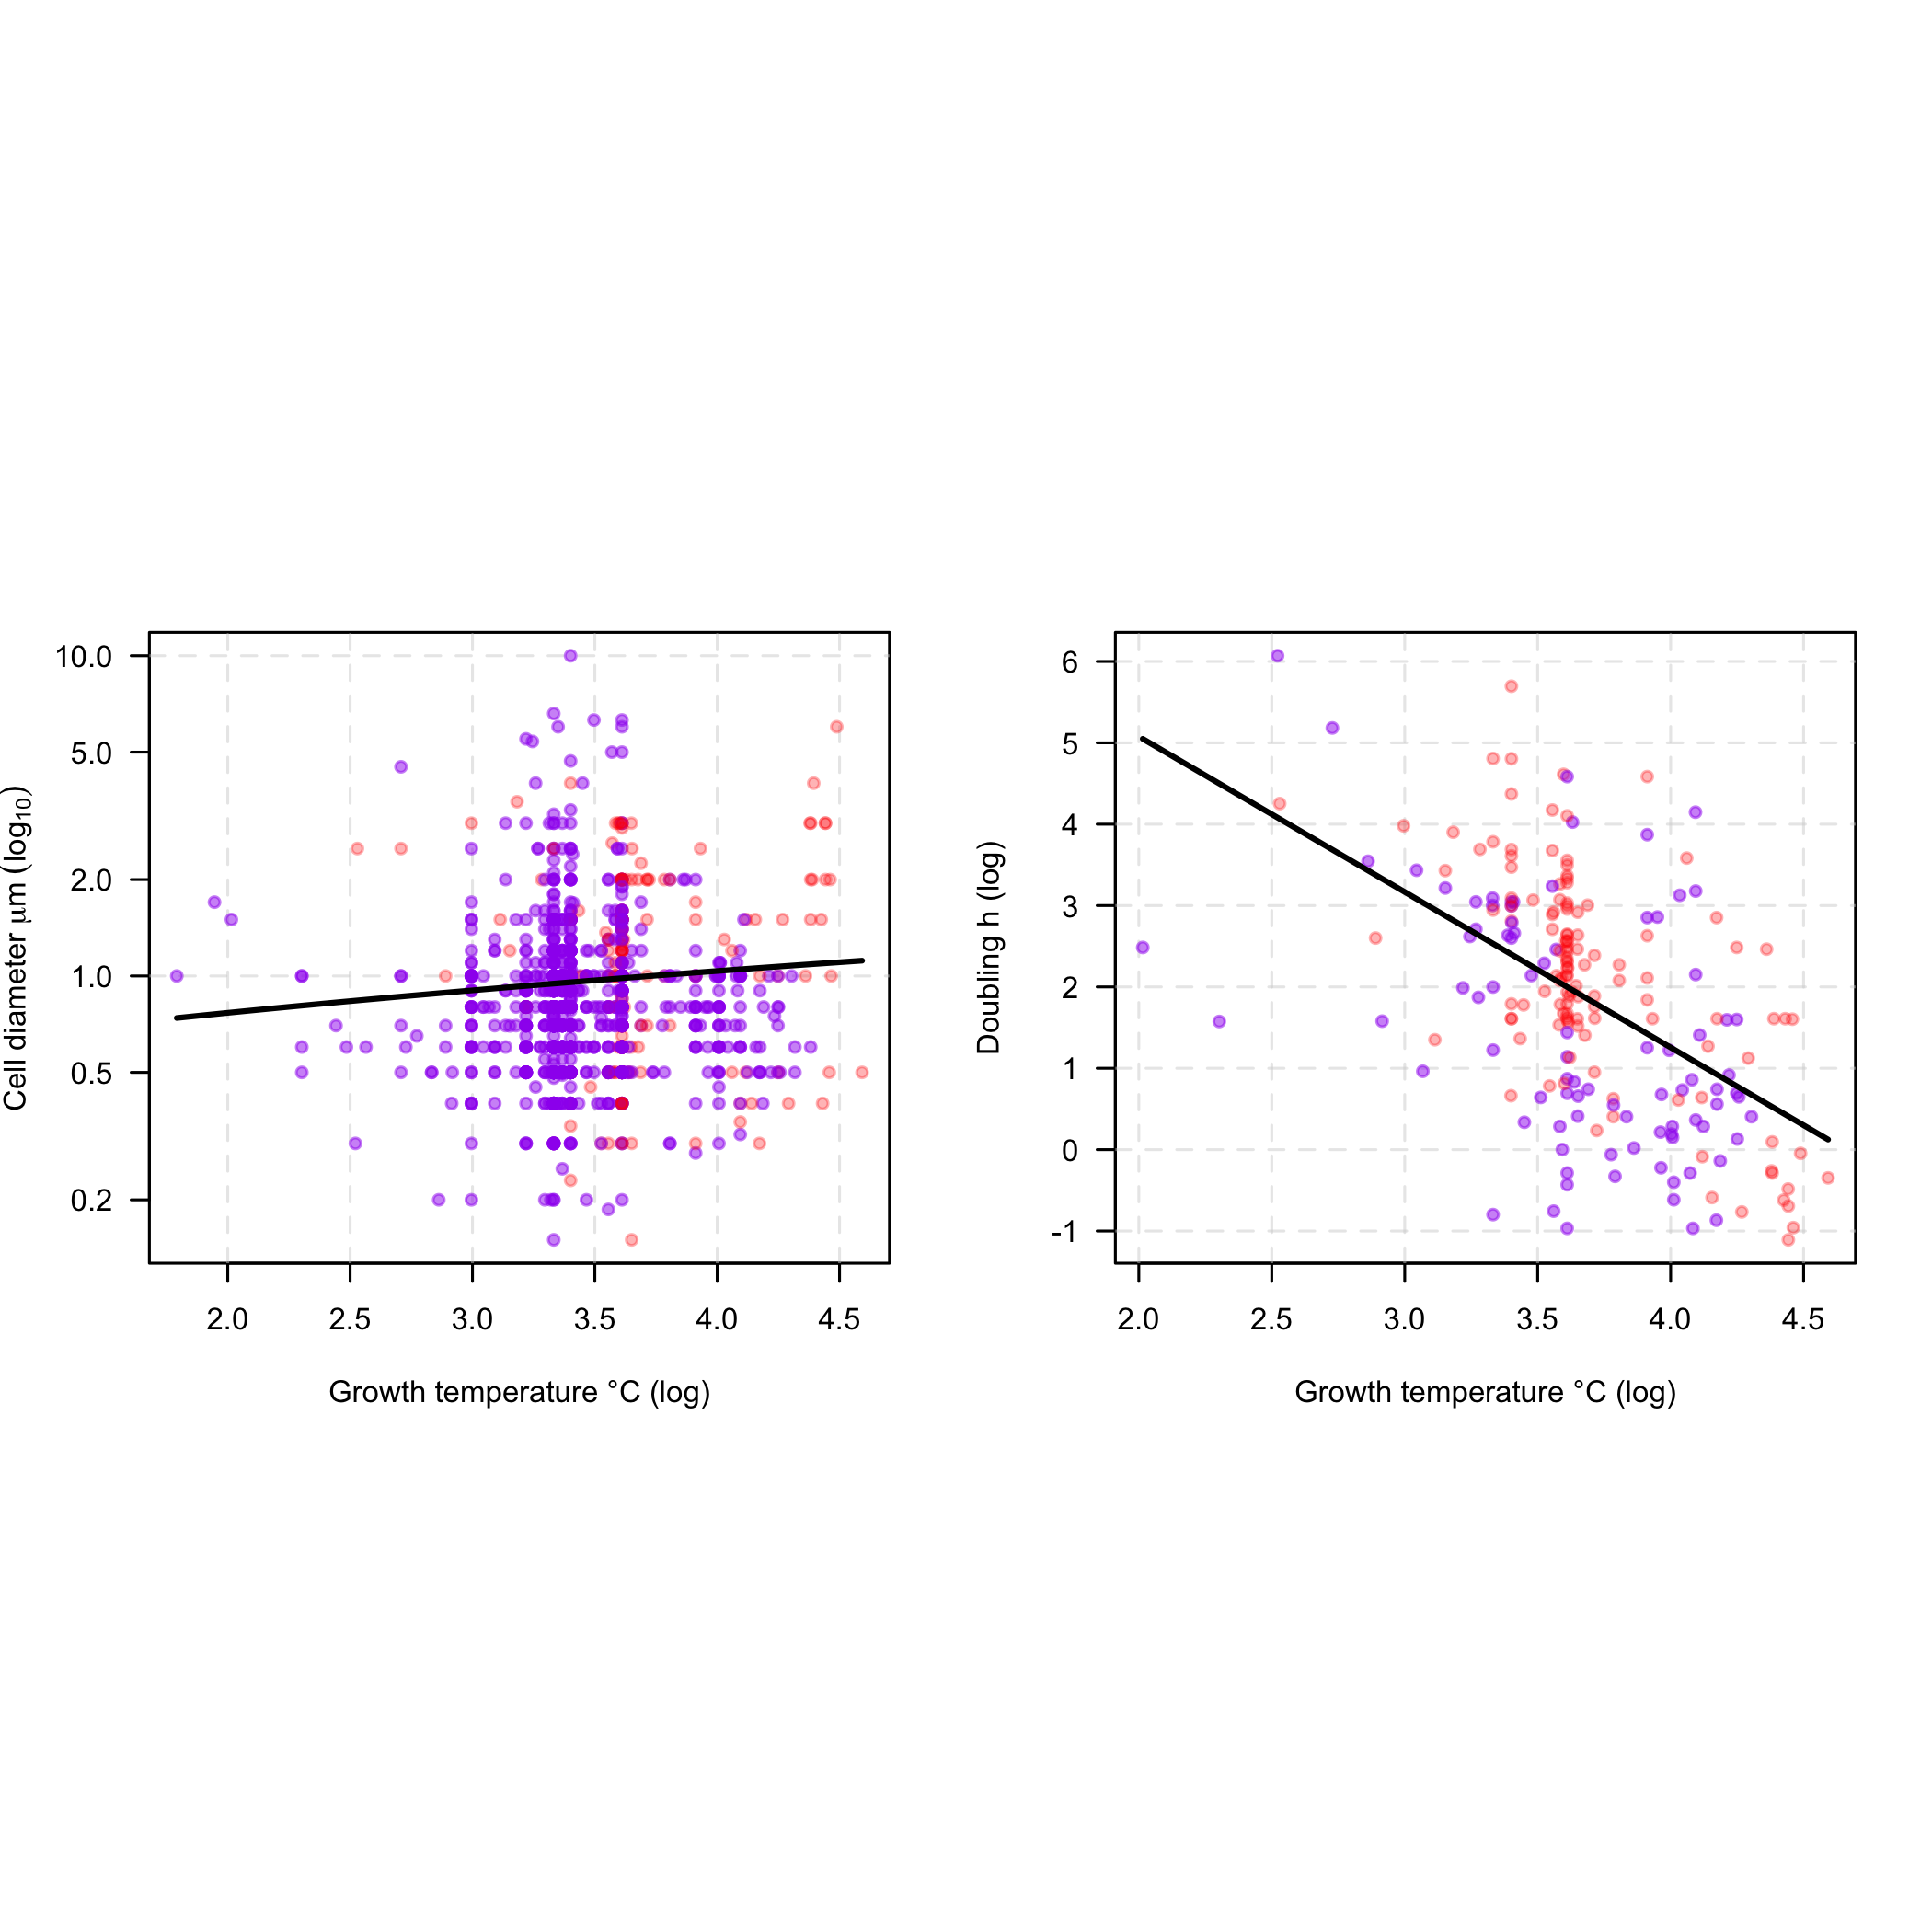 10.0
5.0
2.0
1.0
0.5
0.2
Cell diameter μm (log10)
2.0 2.5 3.0 3.5 4.0 4.5
Growth temperature °C (log)
6
5
4
3
2
1
0
-1
Doubling h (log)
2.0 2.5 3.0 3.5 4.0 4.5
Growth temperature °C (log)